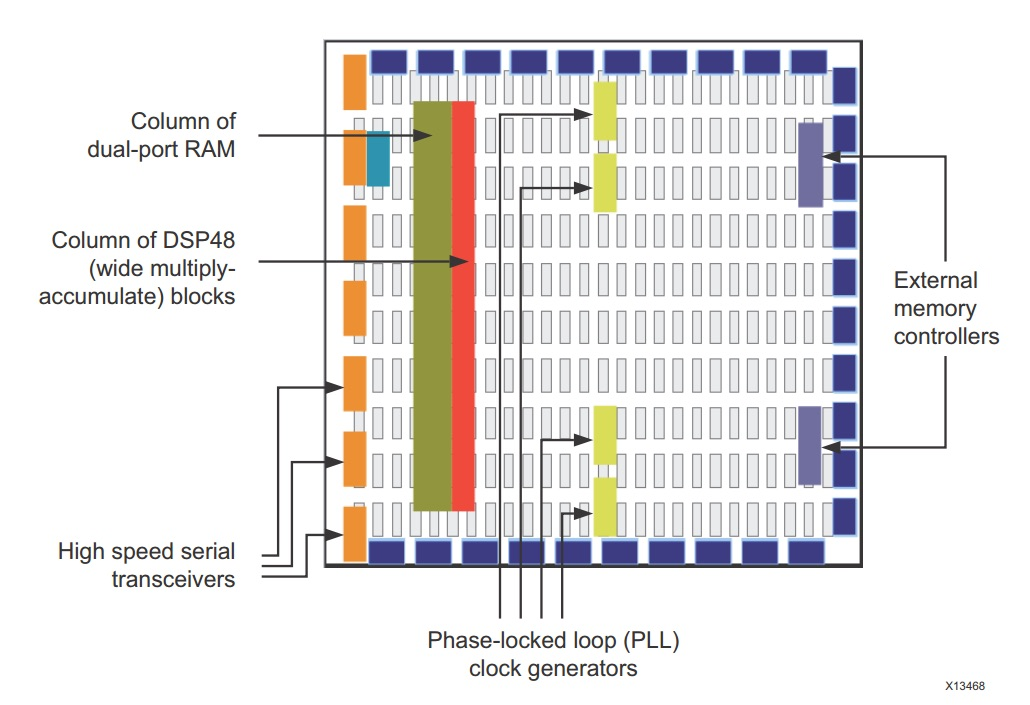 Column of
dual-port RAM
Column of DSP48
(wide multiply-
accumulate) blocks
External
memory
controllers
High speed serial
transceivers
Phase-locked loop (PLL)
clock generators
X13468